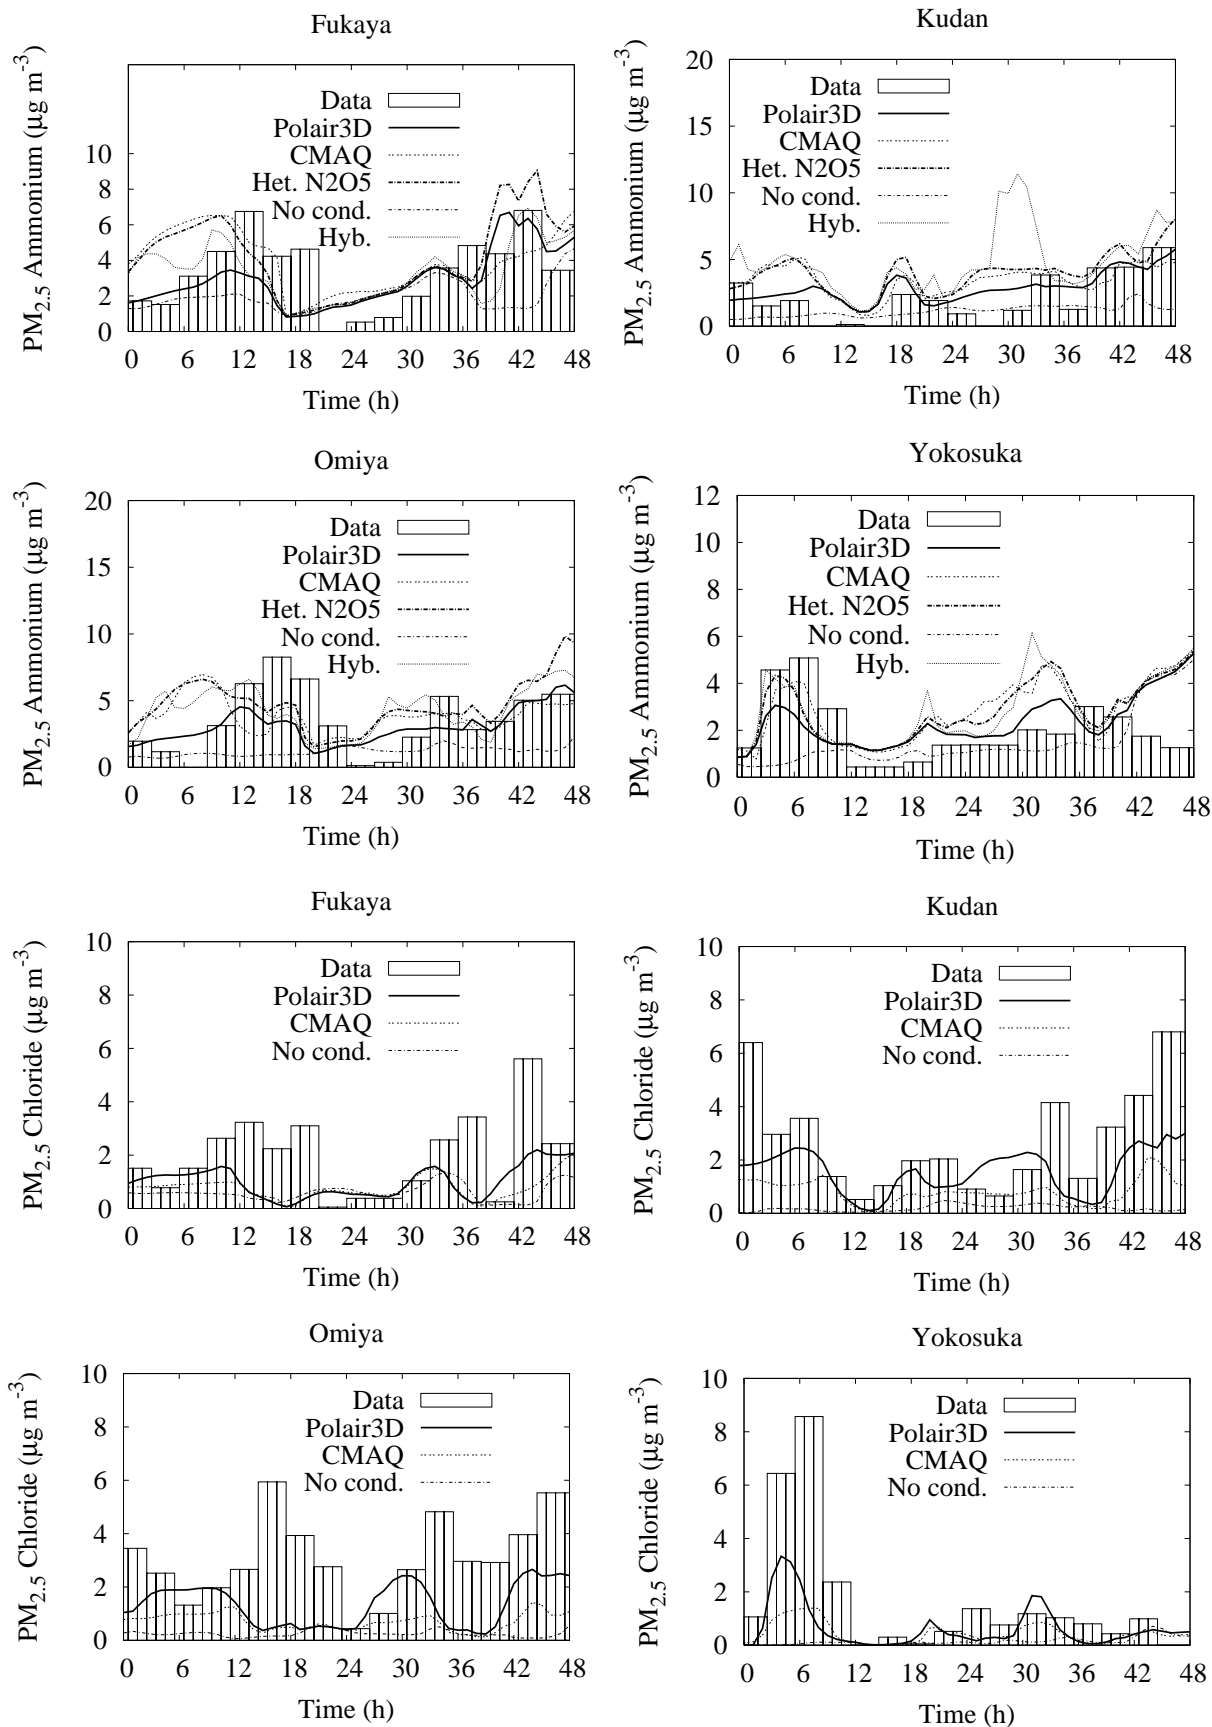 Fukaya
PM2.5 Ammonium (μg m-3)
Data
Polair3D
CMAQ
Het. N2O5
No cond.
Hyb.
10
8
6
4
2
0
0 6 12 18 24 30 36 42 48
Time (h)
Kudan
PM2.5 Ammonium (μg m-3)
Data
Polair3D
CMAQ
Het. N2O5
No cond.
Hyb.
20
15
10
5
0
0 6 12 18 24 30 36 42 48
Time (h)
Omiya
PM2.5 Ammonium (μg m-3)
Data
Polair3D
CMAQ
Het. N2O5
No cond.
Hyb.
20
15
10
5
0
0 6 12 18 24 30 36 42 48
Time (h)
Yokosuka
PM2.5 Ammonium (μg m-3)
Data
Polair3D
CMAQ
Het. N2O5
No cond.
Hyb.
12
10
8
6
4
2
0
0 6 12 18 24 30 36 42 48
Time (h)
Fukaya
PM2.5 Chloride (μg m-3)
Data
Polair3D
CMAQ
No cond.
10
8
6
4
2
0
0 6 12 18 24 30 36 42 48
Time (h)
Kudan
PM2.5 Chloride (μg m-3)
Data
Polair3D
CMAQ
No cond.
10
8
6
4
2
0
0 6 12 18 24 30 36 42 48
Time (h)
Omiya
PM2.5 Chloride (μg m-3)
Data
Polair3D
CMAQ
No cond.
10
8
6
4
2
0
0 6 12 18 24 30 36 42 48
Time (h)
Yokosuka
PM2.5 Chloride (μg m-3)
Data
Polair3D
CMAQ
No cond.
10
8
6
4
2
0
0 6 12 18 24 30 36 42 48
Time (h)